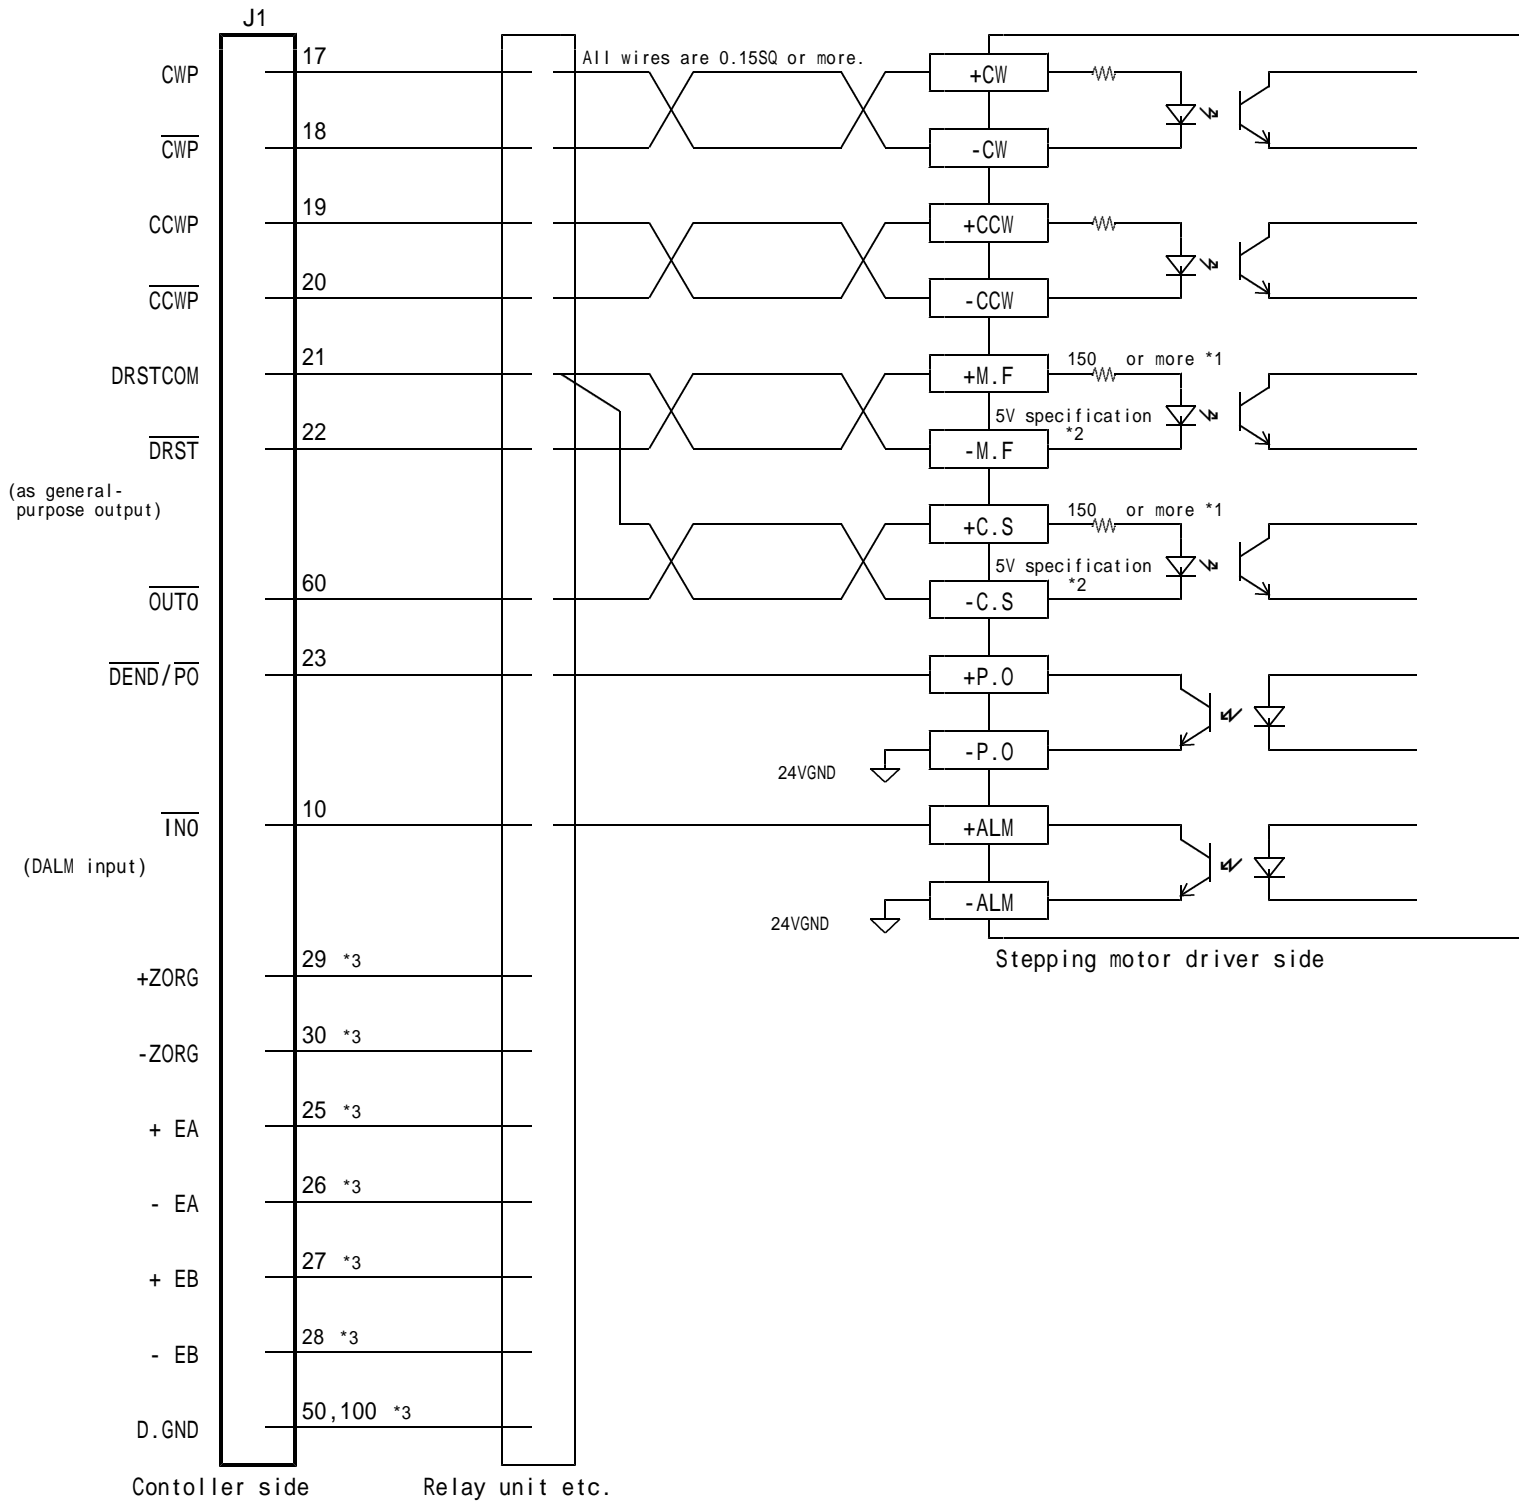 J1
CWP 17 All wires are 0.15SQ or more. +CW
CWP 18 -CW
CCWP 19 +CCW
CCWP 20 -CCW
DRSTCOM 21 +M.F 150 or more *1
5V specification
*2
DRST 22 -M.F
(as general-
purpose output)
+C.S 150 or more *1
5V specification
*2
OUT0 60 -C.S
DEND/PO 23 +P.O
-P.O
24VGND
IN0 10 +ALM
(DALM input)
-ALM
24VGND
Stepping motor driver side
+ZORG 29 *3
-ZORG 30 *3
+ EA 25 *3
- EA 26 *3
+ EB 27 *3
- EB 28 *3
D.GND 50,100 *3
Contoller side Relay unit etc.